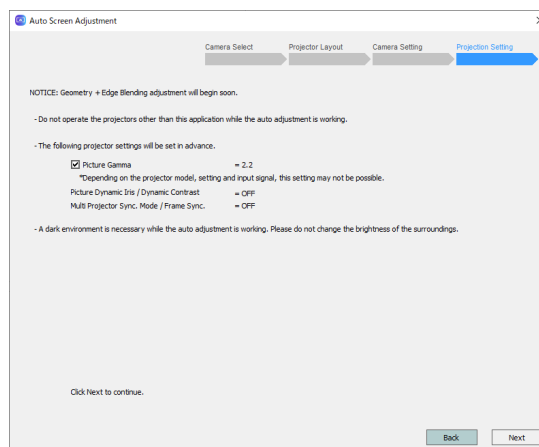 Auto Screen Adjustment
Camera Select Projector Layout Camera Setting Projection Setting
NOTICE: Geometry + Edge Blending adjustment will begin soon.
- Do not operate the projectors other than this application while the auto adjustment is working.
- The following projector settings will be set in advance.
Picture Gamma = 2.2
*Depending on the projector model, setting and input signal, this setting may not be possible.
Picture Dynamic Iris / Dynamic Contrast = OFF
Multi Projector Sync. Mode / Frame Sync. = OFF
- A dark environment is necessary while the auto adjustment is working. Please do not change the brightness of the surroundings.
Click Next to continue.
Back Next